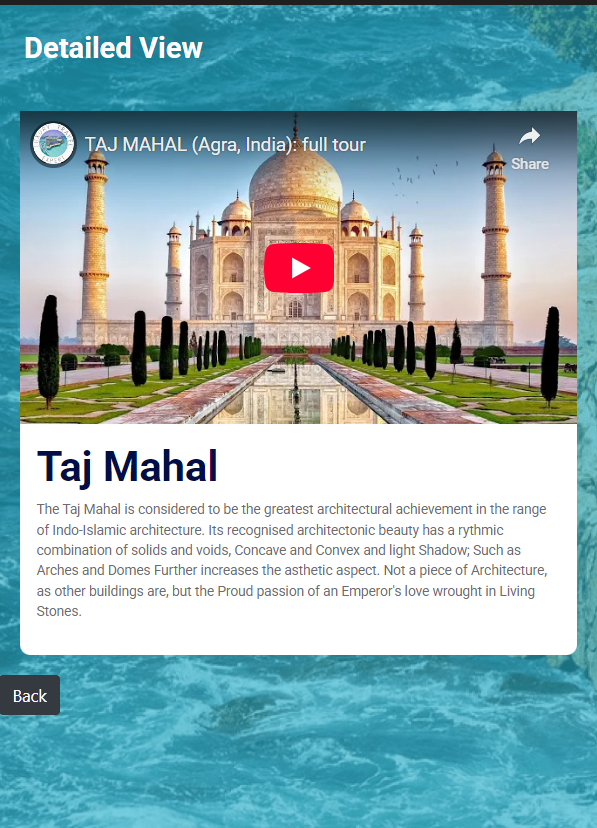 Detailed View
TAJ MAHAL (Agra, India): full tour
Share
Taj Mahal
The Taj Mahal is considered to be the greatest architectural achievement in the range
of Indo-Islamic architecture. Its recognised architectonic beauty has a rythmic
combination of solids and voids, Concave and Convex and light Shadow; Such as
Arches and Domes Further increases the asthetic aspect. Not a piece of Architecture,
as other buildings are, but the Proud passion of an Emperor's love wrought in Living
Stones.
Back